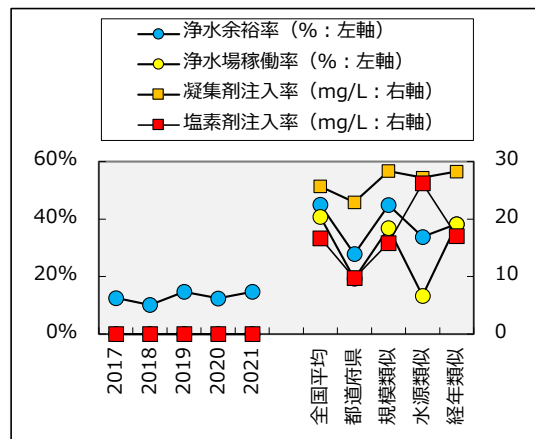 浄水余裕率（%：左軸）
浄水場稼働率（%：左軸）
凝集剤注入率（mg/L：右軸）
塩素剤注入率（mg/L：右軸）
60%
40%
20%
0%
30
20
10
0
2017
2018
2019
2020
2021
全国平均
都道府県
規模類似
水源類似
経年類似